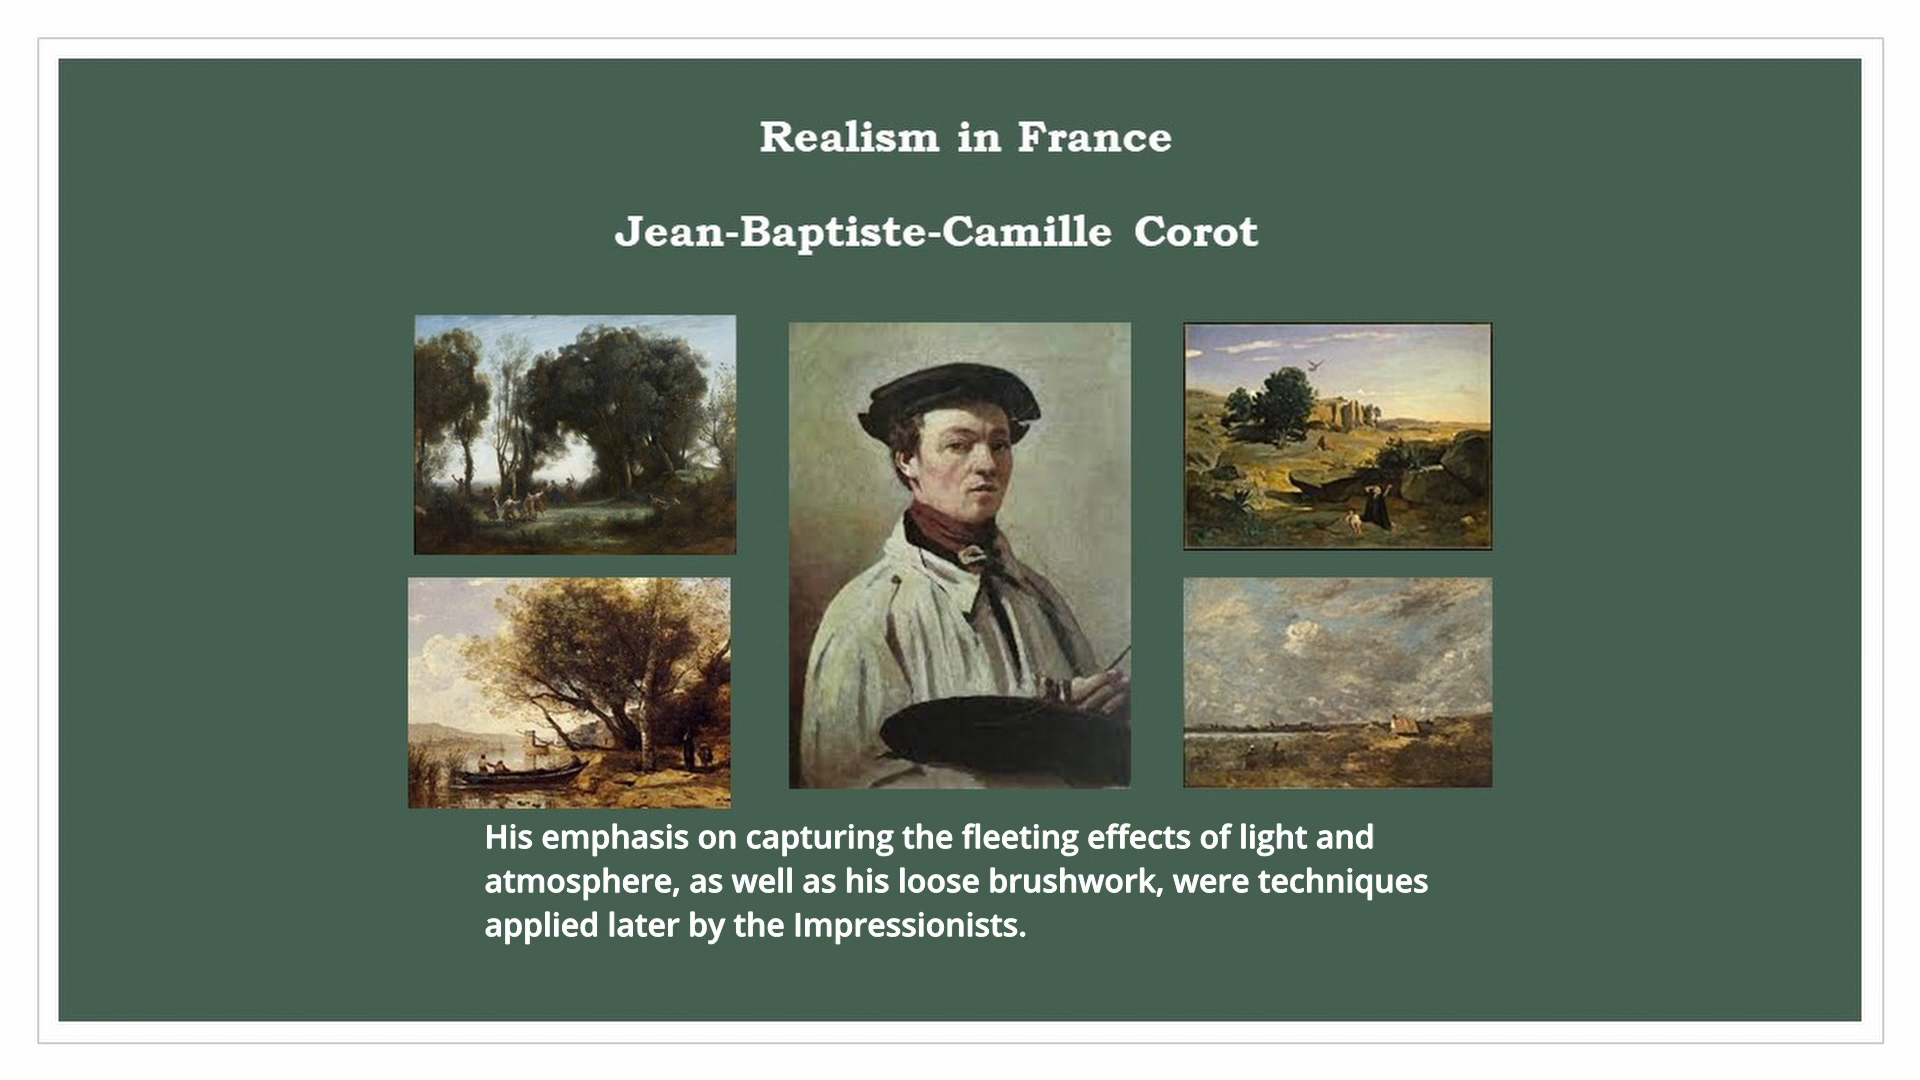 Realism in France
Jean-Baptiste-Camille Corot
His emphasis on capturing the fleeting effects of light and
atmosphere, as well as his loose brushwork, were techniques
applied later by the Impressionists.